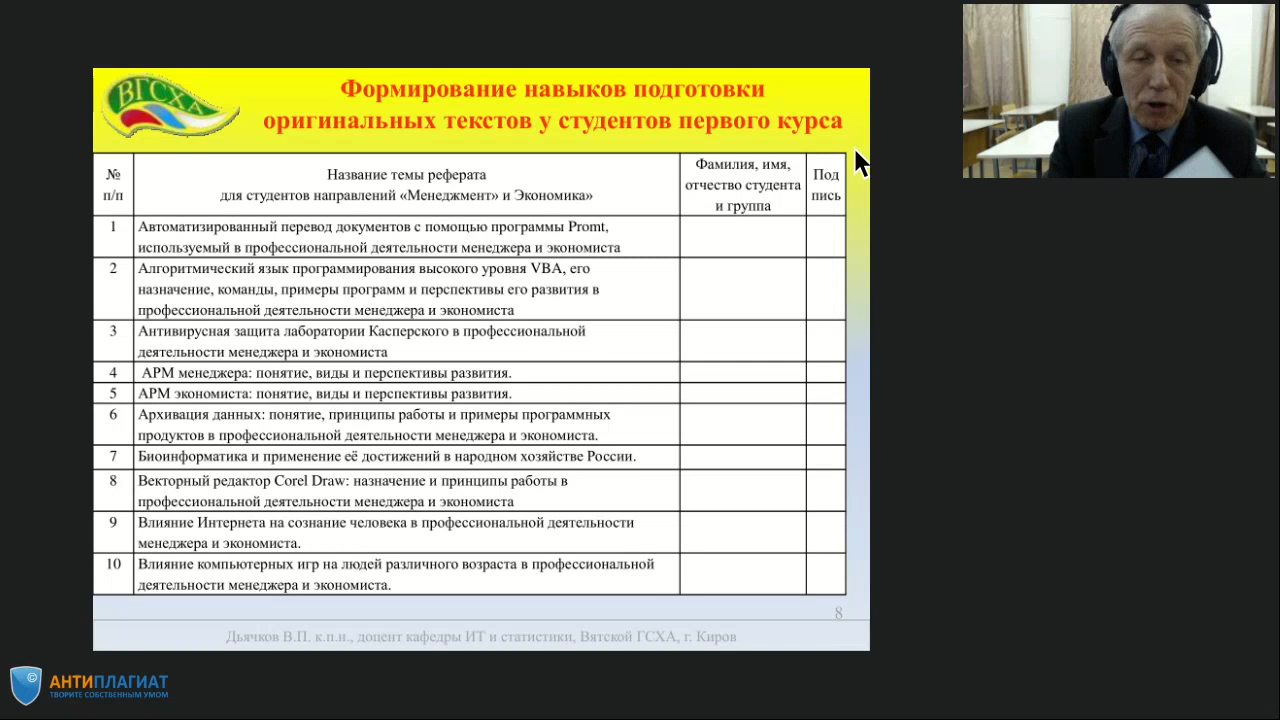 ВГСХА
Формирование навыков подготовки
оригинальных текстов у студентов первого курса
№
п/п
Название темы реферата
для студентов направлений «Менеджмент» и Экономика»
Фамилия, имя,
отчество студента
и группа
Под
пись
1
Автоматизированный перевод документов с помощью программы Promt,
используемый в профессиональной деятельности менеджера и экономиста
2
Алгоритмический язык программирования высокого уровня VBA, его
назначение, команды, примеры программ и перспективы его развития в
профессиональной деятельности менеджера и экономиста
3
Антивирусная защита лаборатории Касперского в профессиональной
деятельности менеджера и экономиста
4
АРМ менеджера: понятие, виды и перспективы развития.
5
АРМ экономиста: понятие, виды и перспективы развития.
6
Архивация данных: понятие, принципы работы и примеры программных
продуктов в профессиональной деятельности менеджера и экономиста.
7
Биоинформатика и применение её достижений в народном хозяйстве России.
8
Векторный редактор Corel Draw: назначение и принципы работы в
профессиональной деятельности менеджера и экономиста
9
Влияние Интернета на сознание человека в профессиональной деятельности
менеджера и экономиста.
10
Влияние компьютерных игр на людей различного возраста в профессиональной
деятельности менеджера и экономиста.
8
Дьячков В.П. к.п.н., доцент кафедры ИТ и статистики, Вятской ГСХА, г. Киров
©
АНТИПЛАГИАТ
ТВОРИТЕ СОБСТВЕННЫМ УМОМ